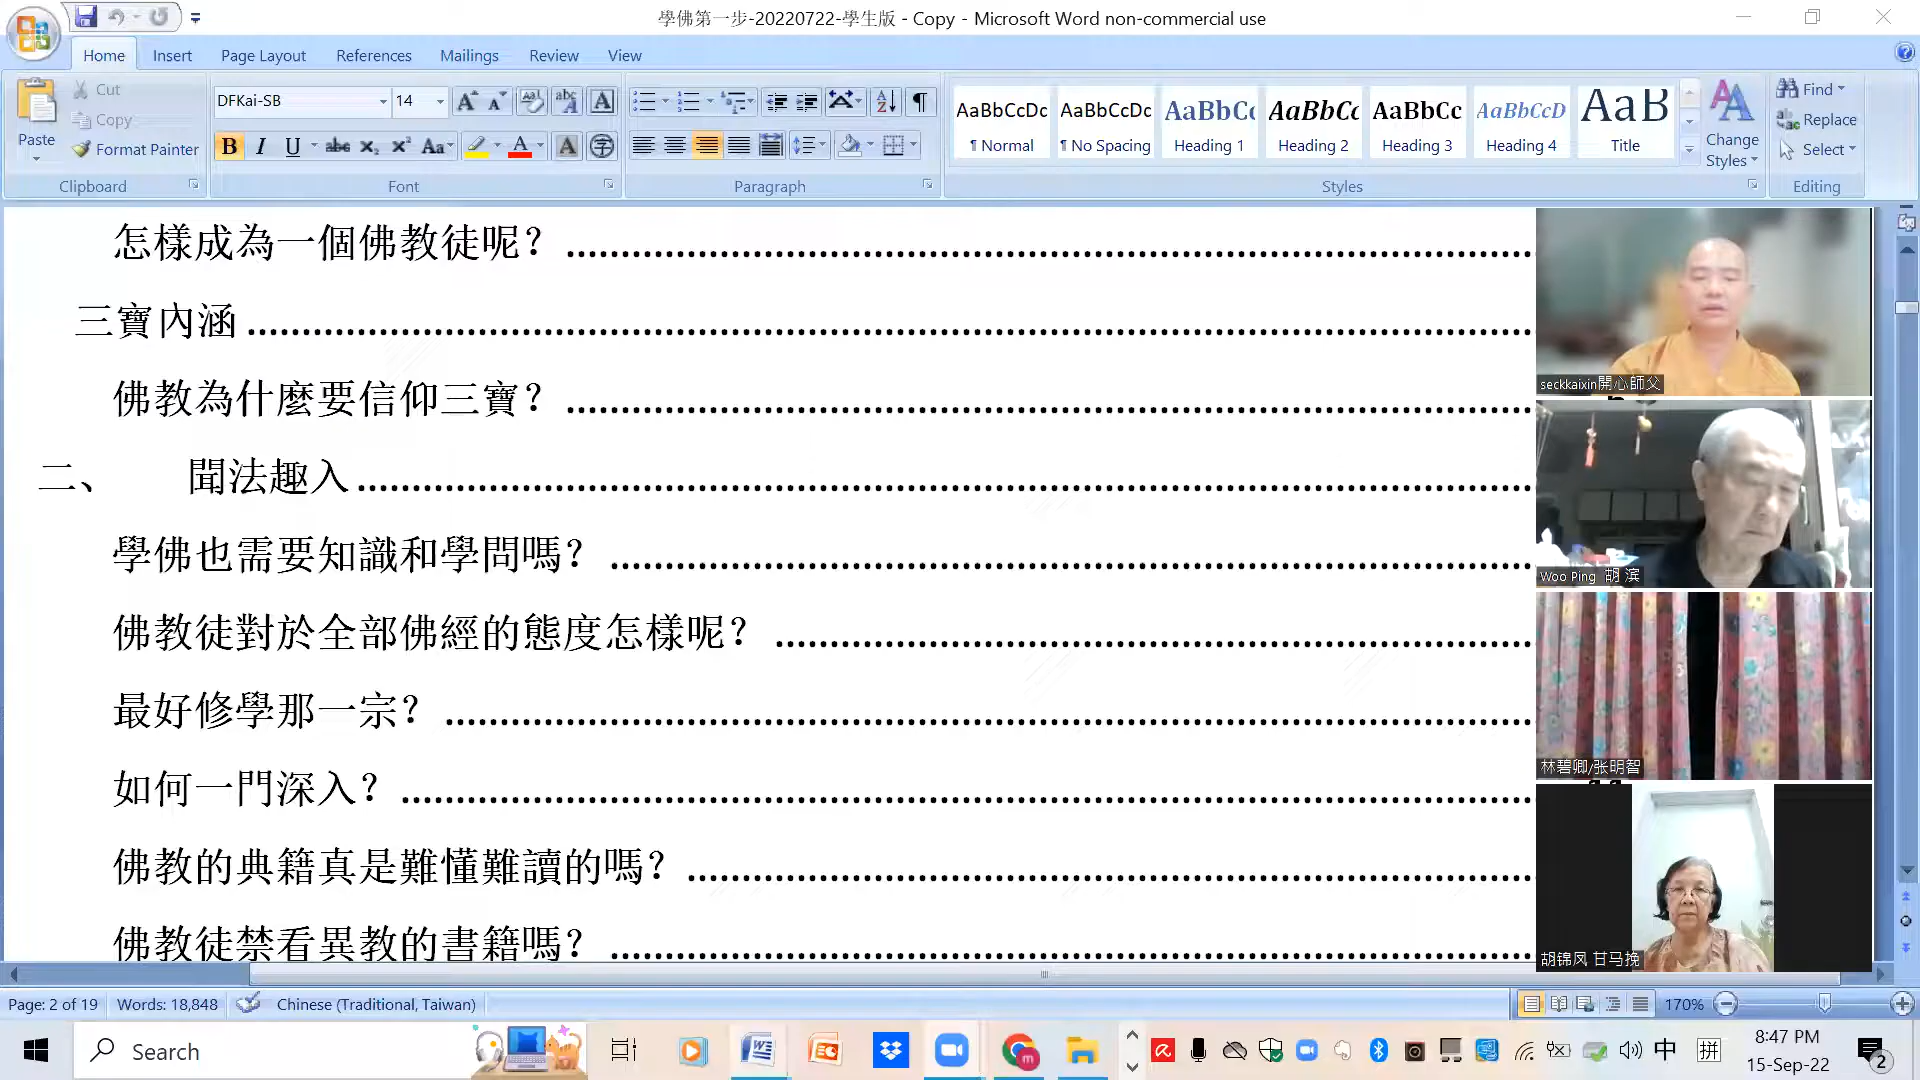 學佛第一步-20220722-學生版 - Copy - Microsoft Word non-commercial use
Home Insert Page Layout References Mailings Review View
Paste
Cut
Copy
Format Painter
Clipboard
DFKai-SB 14
Font
Paragraph
AaBbCcDc AaBbCcDc AaBbCc AaBbCc AaBbCc AaBbCcD AaB
¶ Normal ¶ No Spacing Heading 1 Heading 2 Heading 3 Heading 4 Title
Change Styles
Styles
Find
Replace
Select
Editing
怎樣成為一個佛教徒呢？
三寶內涵
佛教為什麼要信仰三寶？
二、 聞法趣入
學佛也需要知識和學問嗎？
佛教徒對於全部佛經的態度怎樣呢？
最好修學那一宗？
如何一門深入？
佛教的典籍真是難懂難讀的嗎？
佛教徒禁看異教的書籍嗎？
seckkaixin開心師父
Woo Ping 胡 滨
林碧卿/张明智
胡锦凤 甘马挽
Page: 2 of 19 Words: 18,848 Chinese (Traditional, Taiwan) 170%
Search
中 拼
8:47 PM
15-Sep-22
2